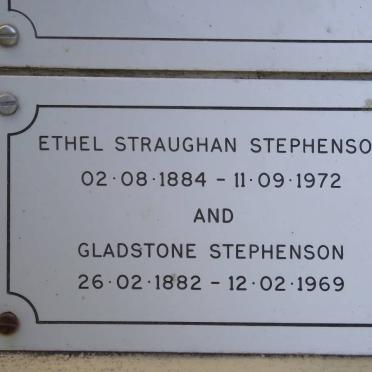 ETHEL STRAUGHAN STEPHENSO
02·08·1884 – 11·09·1972
AND
GLADSTONE STEPHENSON
26·02·1882 – 12·02·1969